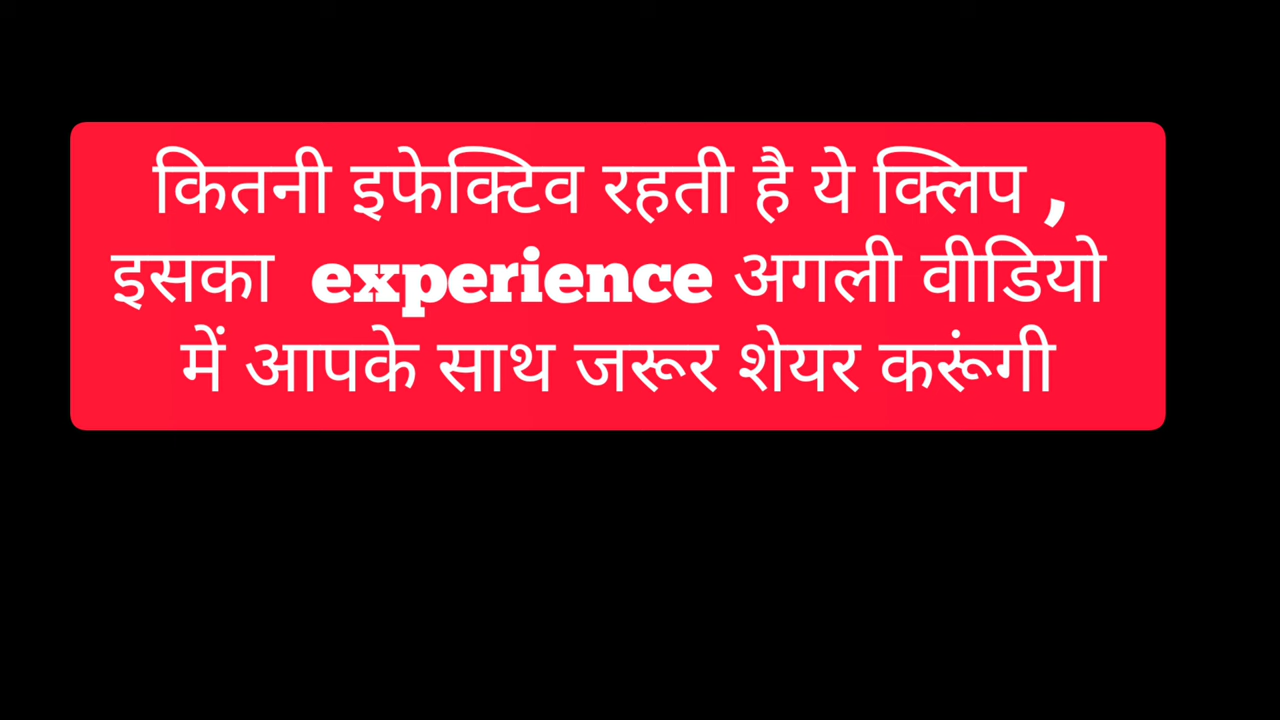 कितनी इफेक्टिव रहती है ये क्लिप ,
इसका experience अगली वीडियो
में आपके साथ जरूर शेयर करूंगी